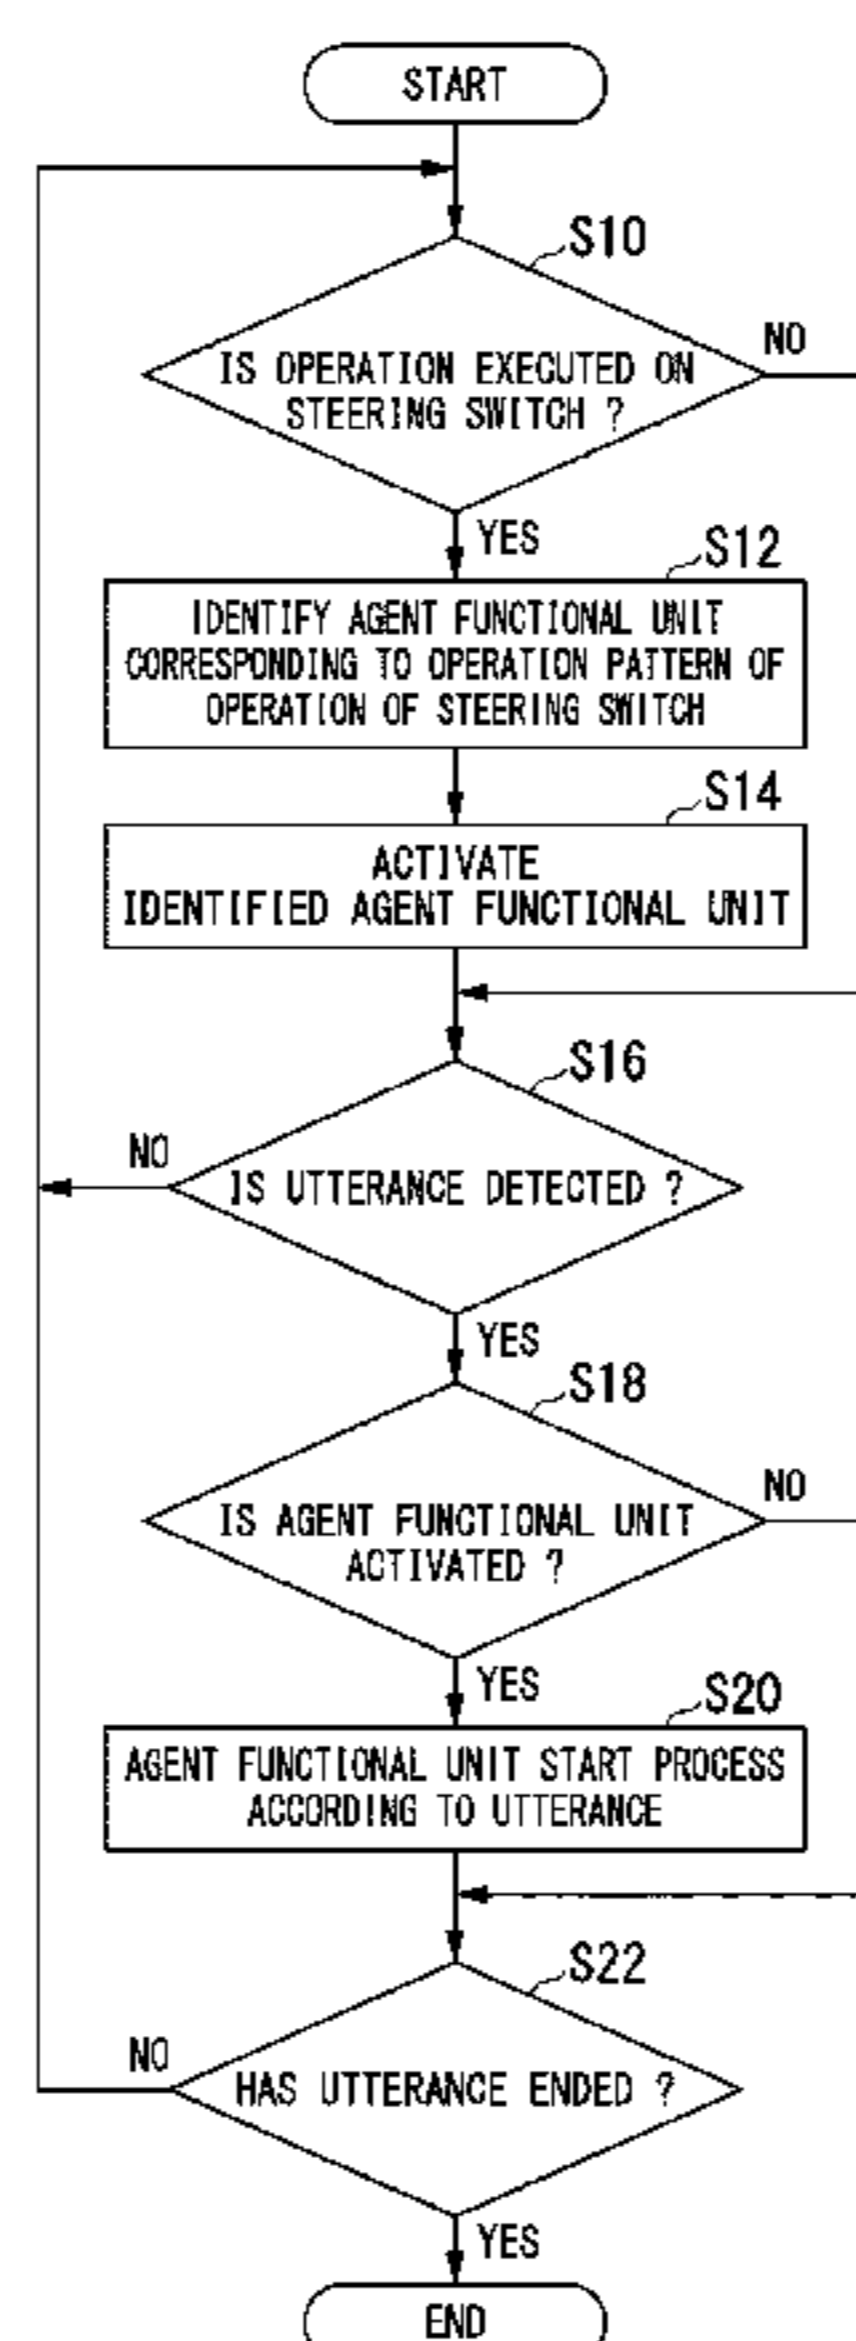 START
S10
NO
IS OPERATION EXECUTED ON
STEERING SWITCH ?
YES
S12
IDENTIFY AGENT FUNCTIONAL UNIT
CORRESPONDING TO OPERATION PATTERN OF
OPERATION OF STEERING SWITCH
S14
ACTIVATE
IDENTIFIED AGENT FUNCTIONAL UNIT
S16
NO
IS UTTERANCE DETECTED ?
YES
S18
NO
IS AGENT FUNCTIONAL UNIT
ACTIVATED ?
YES
S20
AGENT FUNCTIONAL UNIT START PROCESS
ACCORDING TO UTTERANCE
S22
NO
HAS UTTERANCE ENDED ?
YES
END